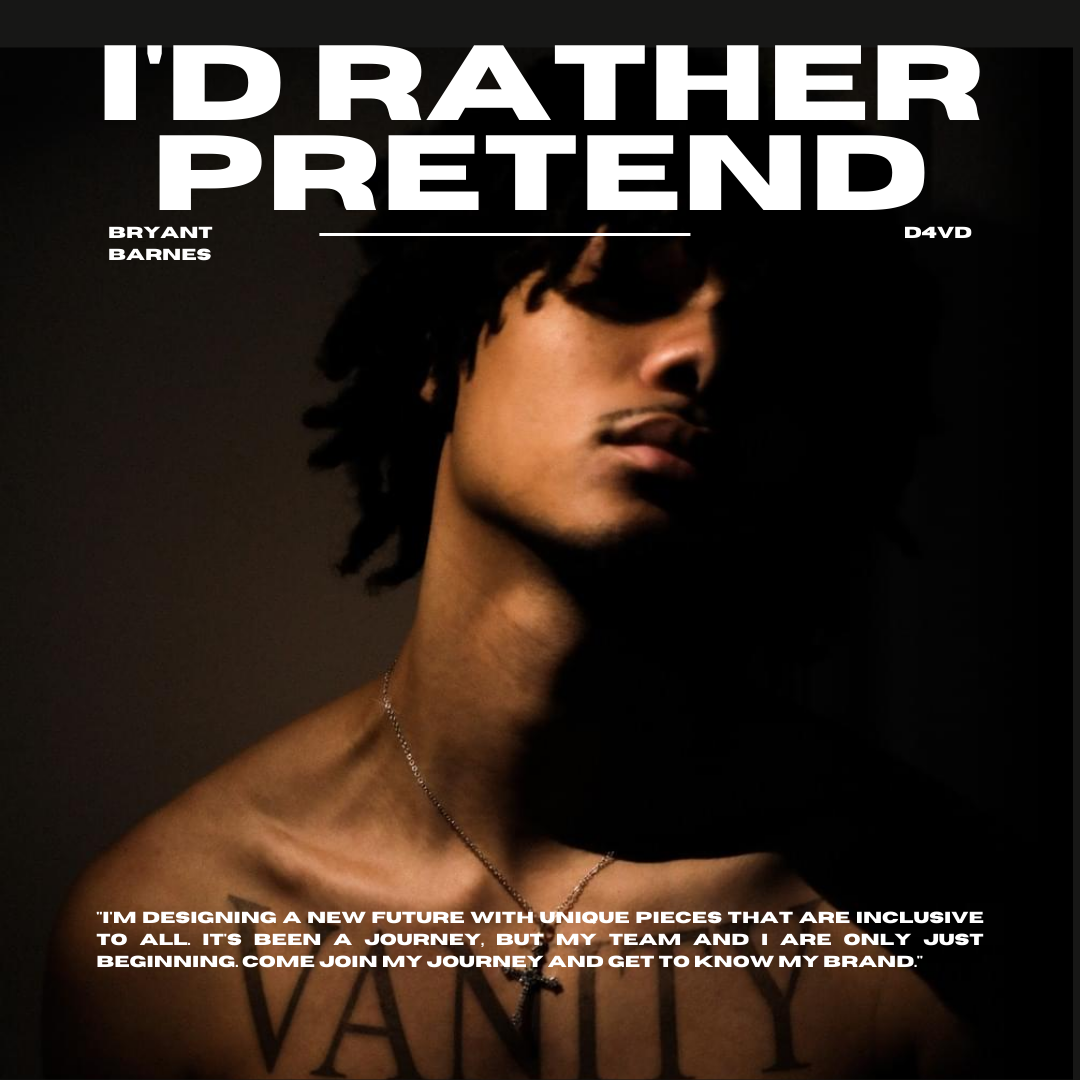 I'D RATHER
PRETEND
BRYANT
BARNES
D4VD
"I'M DESIGNING A NEW FUTURE WITH UNIQUE PIECES THAT ARE INCLUSIVE
TO ALL. IT'S BEEN A JOURNEY, BUT MY TEAM AND I ARE ONLY JUST
BEGINNING. COME JOIN MY JOURNEY AND GET TO KNOW MY BRAND."
VANITY